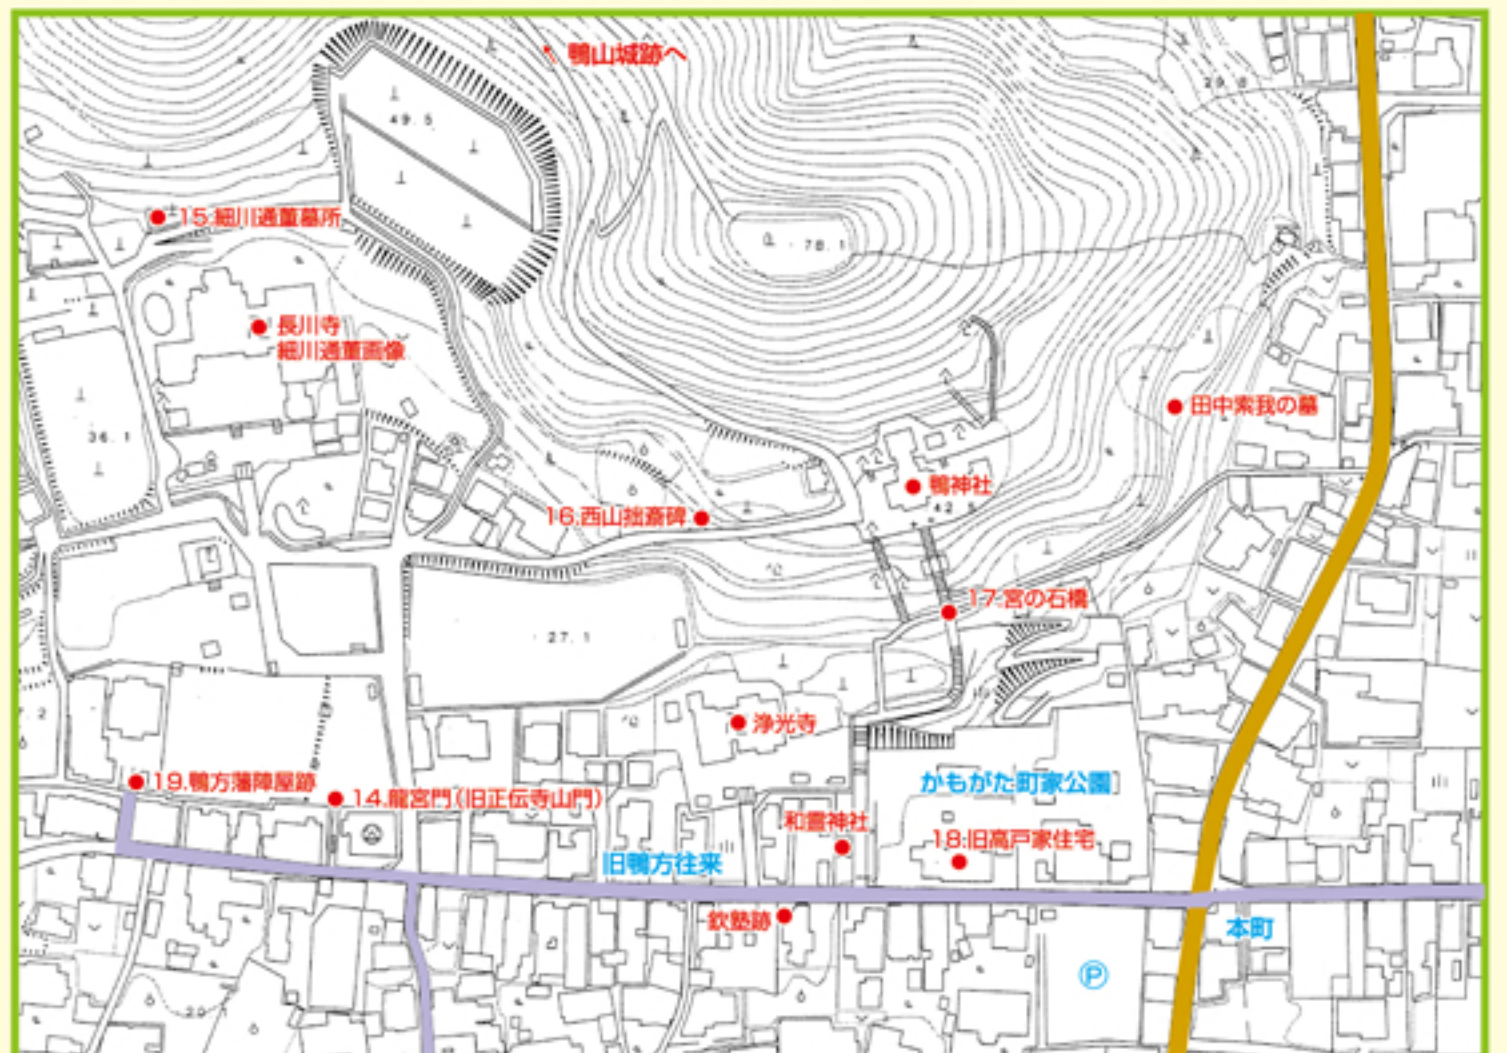 鴨山城跡へ
29.8
49.5
15.細川通董墓所
78.1
長川寺
細川通董画像
田中索我の墓
36.1
鴨神社
16.西山拙斎碑
17.宮の石橋
27.1
浄光寺
かもがた町家公園
19.鴨方藩陣屋跡
14.龍宮門(旧正伝寺山門)
和霊神社
18.旧高戸家住宅
旧鴨方往来
欽塾跡
本町
P